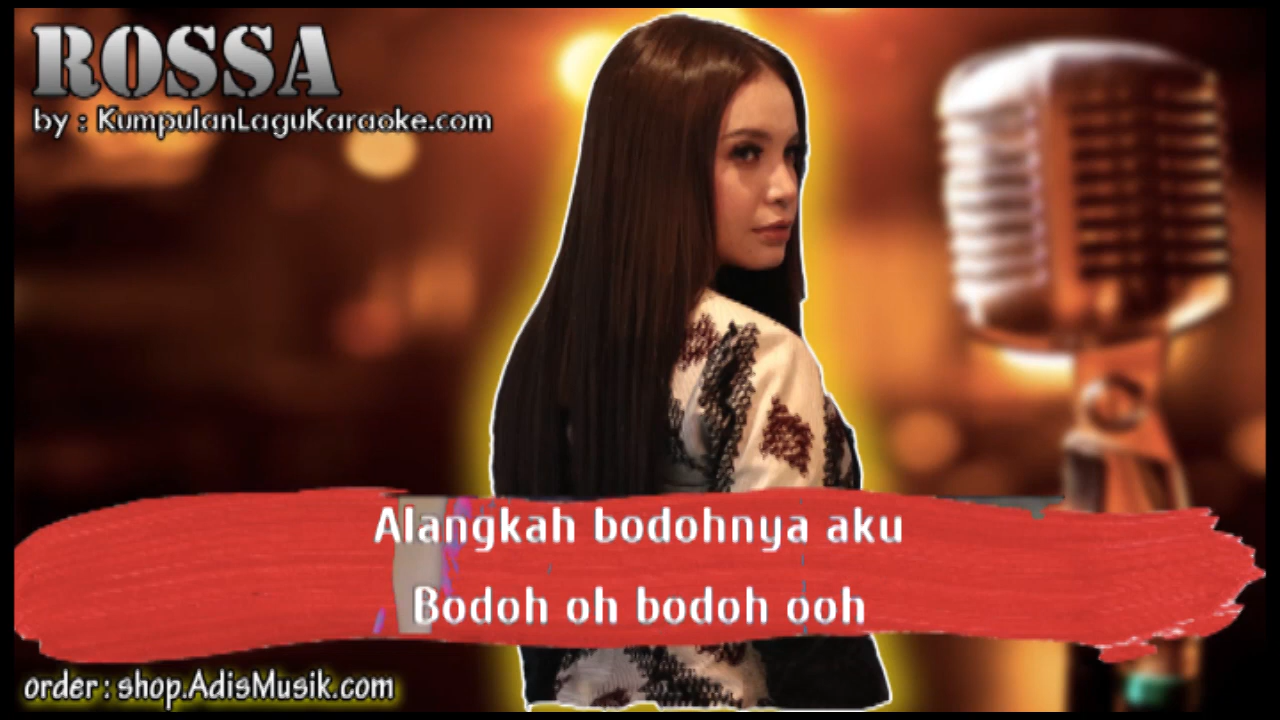 ROSSA
by : KumpulanLaguKaraoke.com
Alangkah bodohnya aku
Bodoh oh bodoh ooh
order : shop.AdisMusik.com